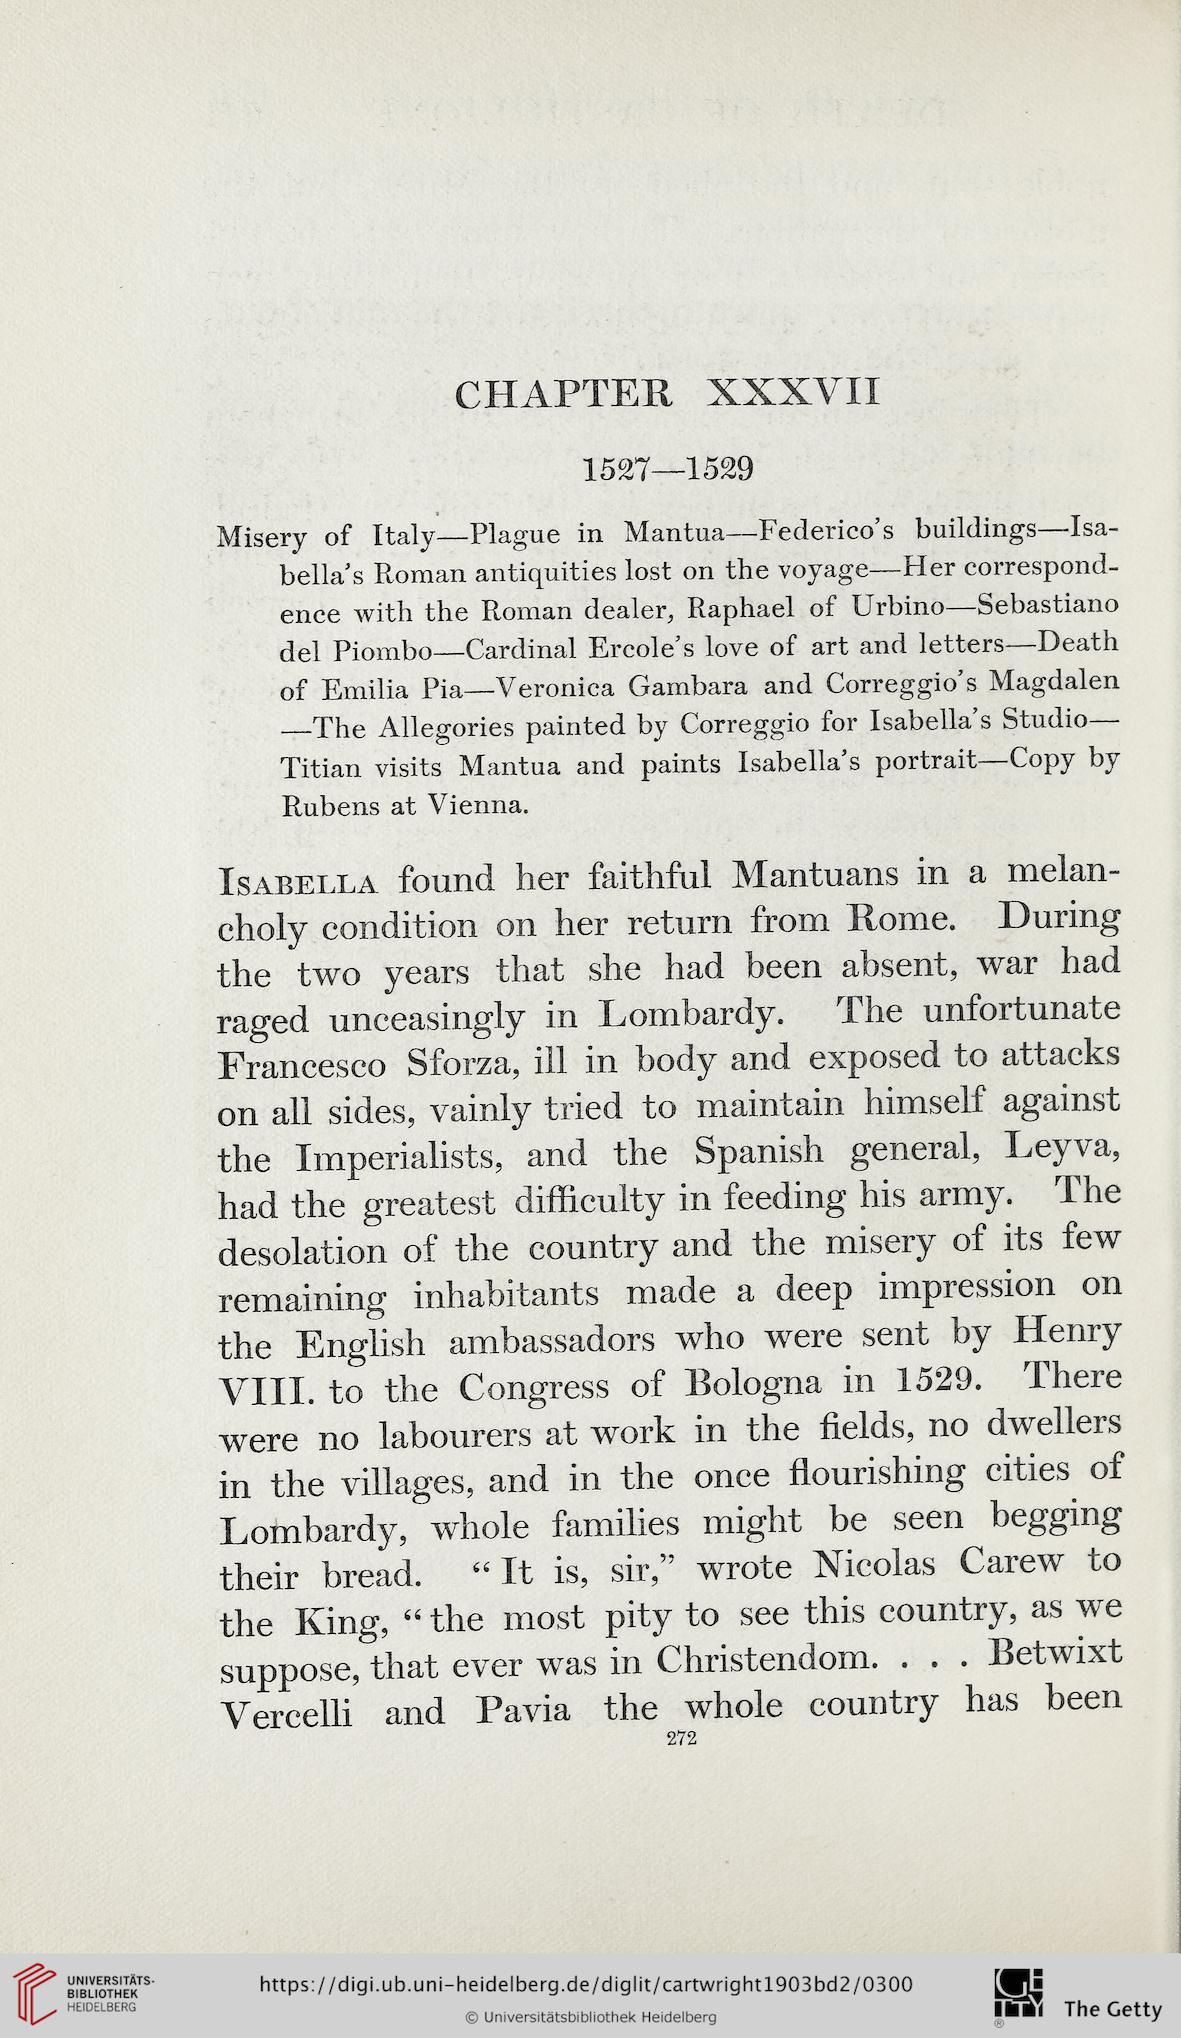 CHAPTER XXXVII
1527—1529
Misery of Italy—Plague in Mantua—Federico's buildings—Isa-
bella's Roman antiquities lost on the voyage—Her correspond-
ence with the Roman dealer, Raphael of Urbino—Sebastiano
del Piombo—Cardinal Ercole's love of art and letters—Death
of Emilia Pia—Veronica Gambara and Correggio's Magdalen
—The Allegories painted by Correggio for Isabella's Studio—
Titian visits Mantua and paints Isabella's portrait—Copy by
Rubens at Vienna.
ISABELLA found her faithful Mantuans in a melan-
choly condition on her return from Rome. During
the two years that she had been absent, war had
raged unceasingly in Lombardy. The unfortunate
Francesco Sforza, ill in body and exposed to attacks
on all sides, vainly tried to maintain himself against
the Imperialists, and the Spanish general, Leyva,
had the greatest difficulty in feeding his army. The
desolation of the country and the misery of its few
remaining inhabitants made a deep impression on
the English ambassadors who were sent by Henry
VIII. to the Congress of Bologna in 1529. There
were no labourers at work in the fields, no dwellers
in the villages, and in the once flourishing cities of
Lombardy, whole families might be seen begging
their bread. “ It is, sir,” wrote Nicolas Carew to
the King, “ the most pity to see this country, as we
suppose, that ever was in Christendom. . . . Betwixt
Vercelli and Pavia the whole country has been
272
UNIVERSITÄTS-
BIBLIOTHEK
HEIDELBERG
https://digi.ub.uni-heidelberg.de/diglit/cartwright1903bd2/0300
© Universitätsbibliothek Heidelberg
GETTY
®
The Getty